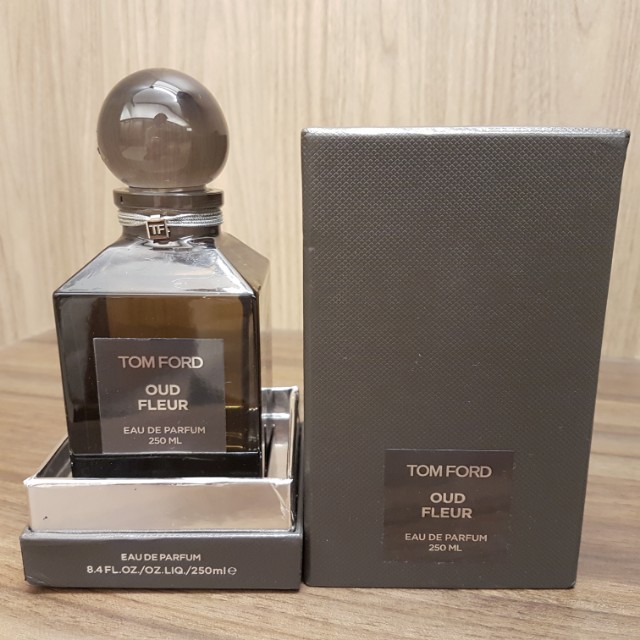 TF
TOM FORD
OUD
FLEUR
EAU DE PARFUM
250 ML
EAU DE PARFUM
8.4 FL.OZ./OZ.LIQ./250ml ℮
TOM FORD
OUD
FLEUR
EAU DE PARFUM
250 ML